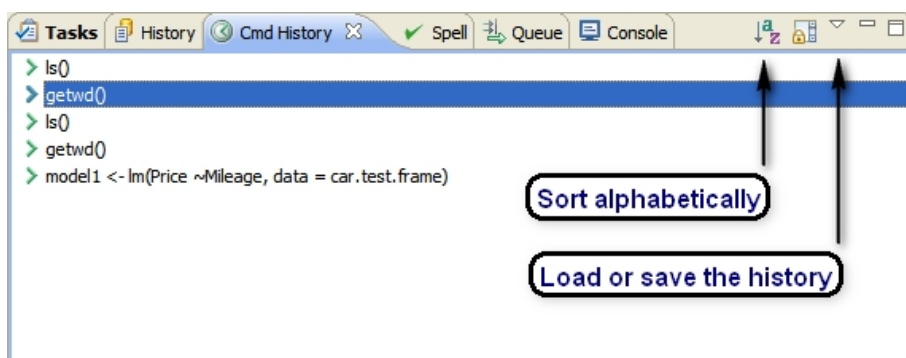 Tasks History Cmd History Spell Queue Console
ls()
getwd()
ls()
getwd()
model1 <- lm(Price ~Mileage, data = car.test.frame)
Sort alphabetically
Load or save the history